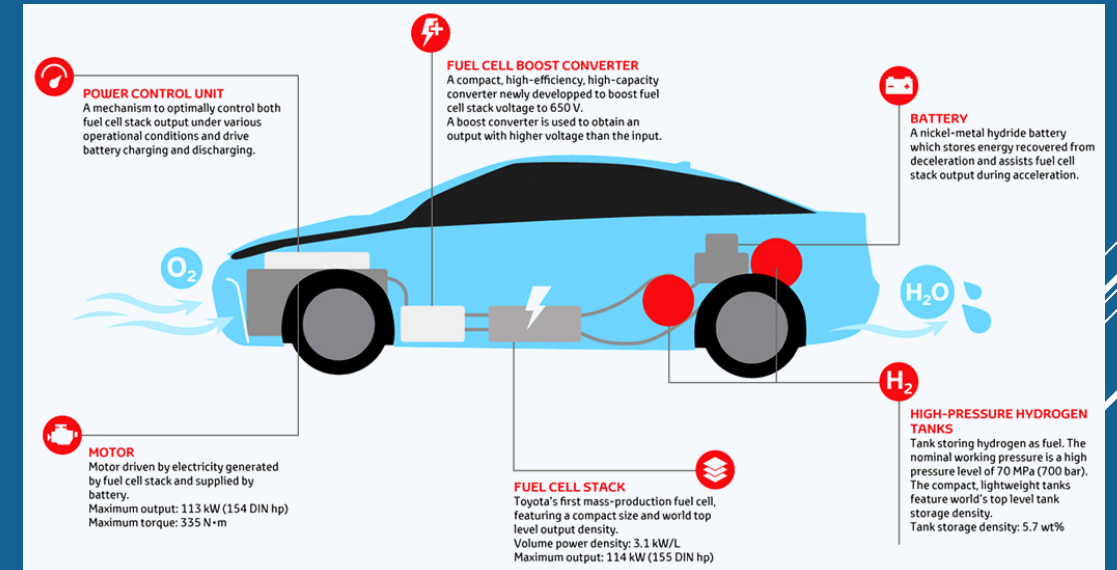 POWER CONTROL UNIT
A mechanism to optimally control both
fuel cell stack output under various
operational conditions and drive
battery charging and discharging.
FUEL CELL BOOST CONVERTER
A compact, high-efficiency, high-capacity
converter newly developped to boost fuel
cell stack voltage to 650 V.
A boost converter is used to obtain an
output with higher voltage than the input.
BATTERY
A nickel-metal hydride battery
which stores energy recovered from
deceleration and assists fuel cell
stack output during acceleration.
O₂
H₂O
H₂
HIGH-PRESSURE HYDROGEN
TANKS
Tank storing hydrogen as fuel. The
nominal working pressure is a high
pressure level of 70 MPa (700 bar).
The compact, lightweight tanks
feature world's top level tank
storage density.
Tank storage density: 5.7 wt%
MOTOR
Motor driven by electricity generated
by fuel cell stack and supplied by
battery.
Maximum output: 113 kW (154 DIN hp)
Maximum torque: 335 N•m
FUEL CELL STACK
Toyota's first mass-production fuel cell,
featuring a compact size and world top
level output density.
Volume power density: 3.1 kW/L
Maximum output: 114 kW (155 DIN hp)